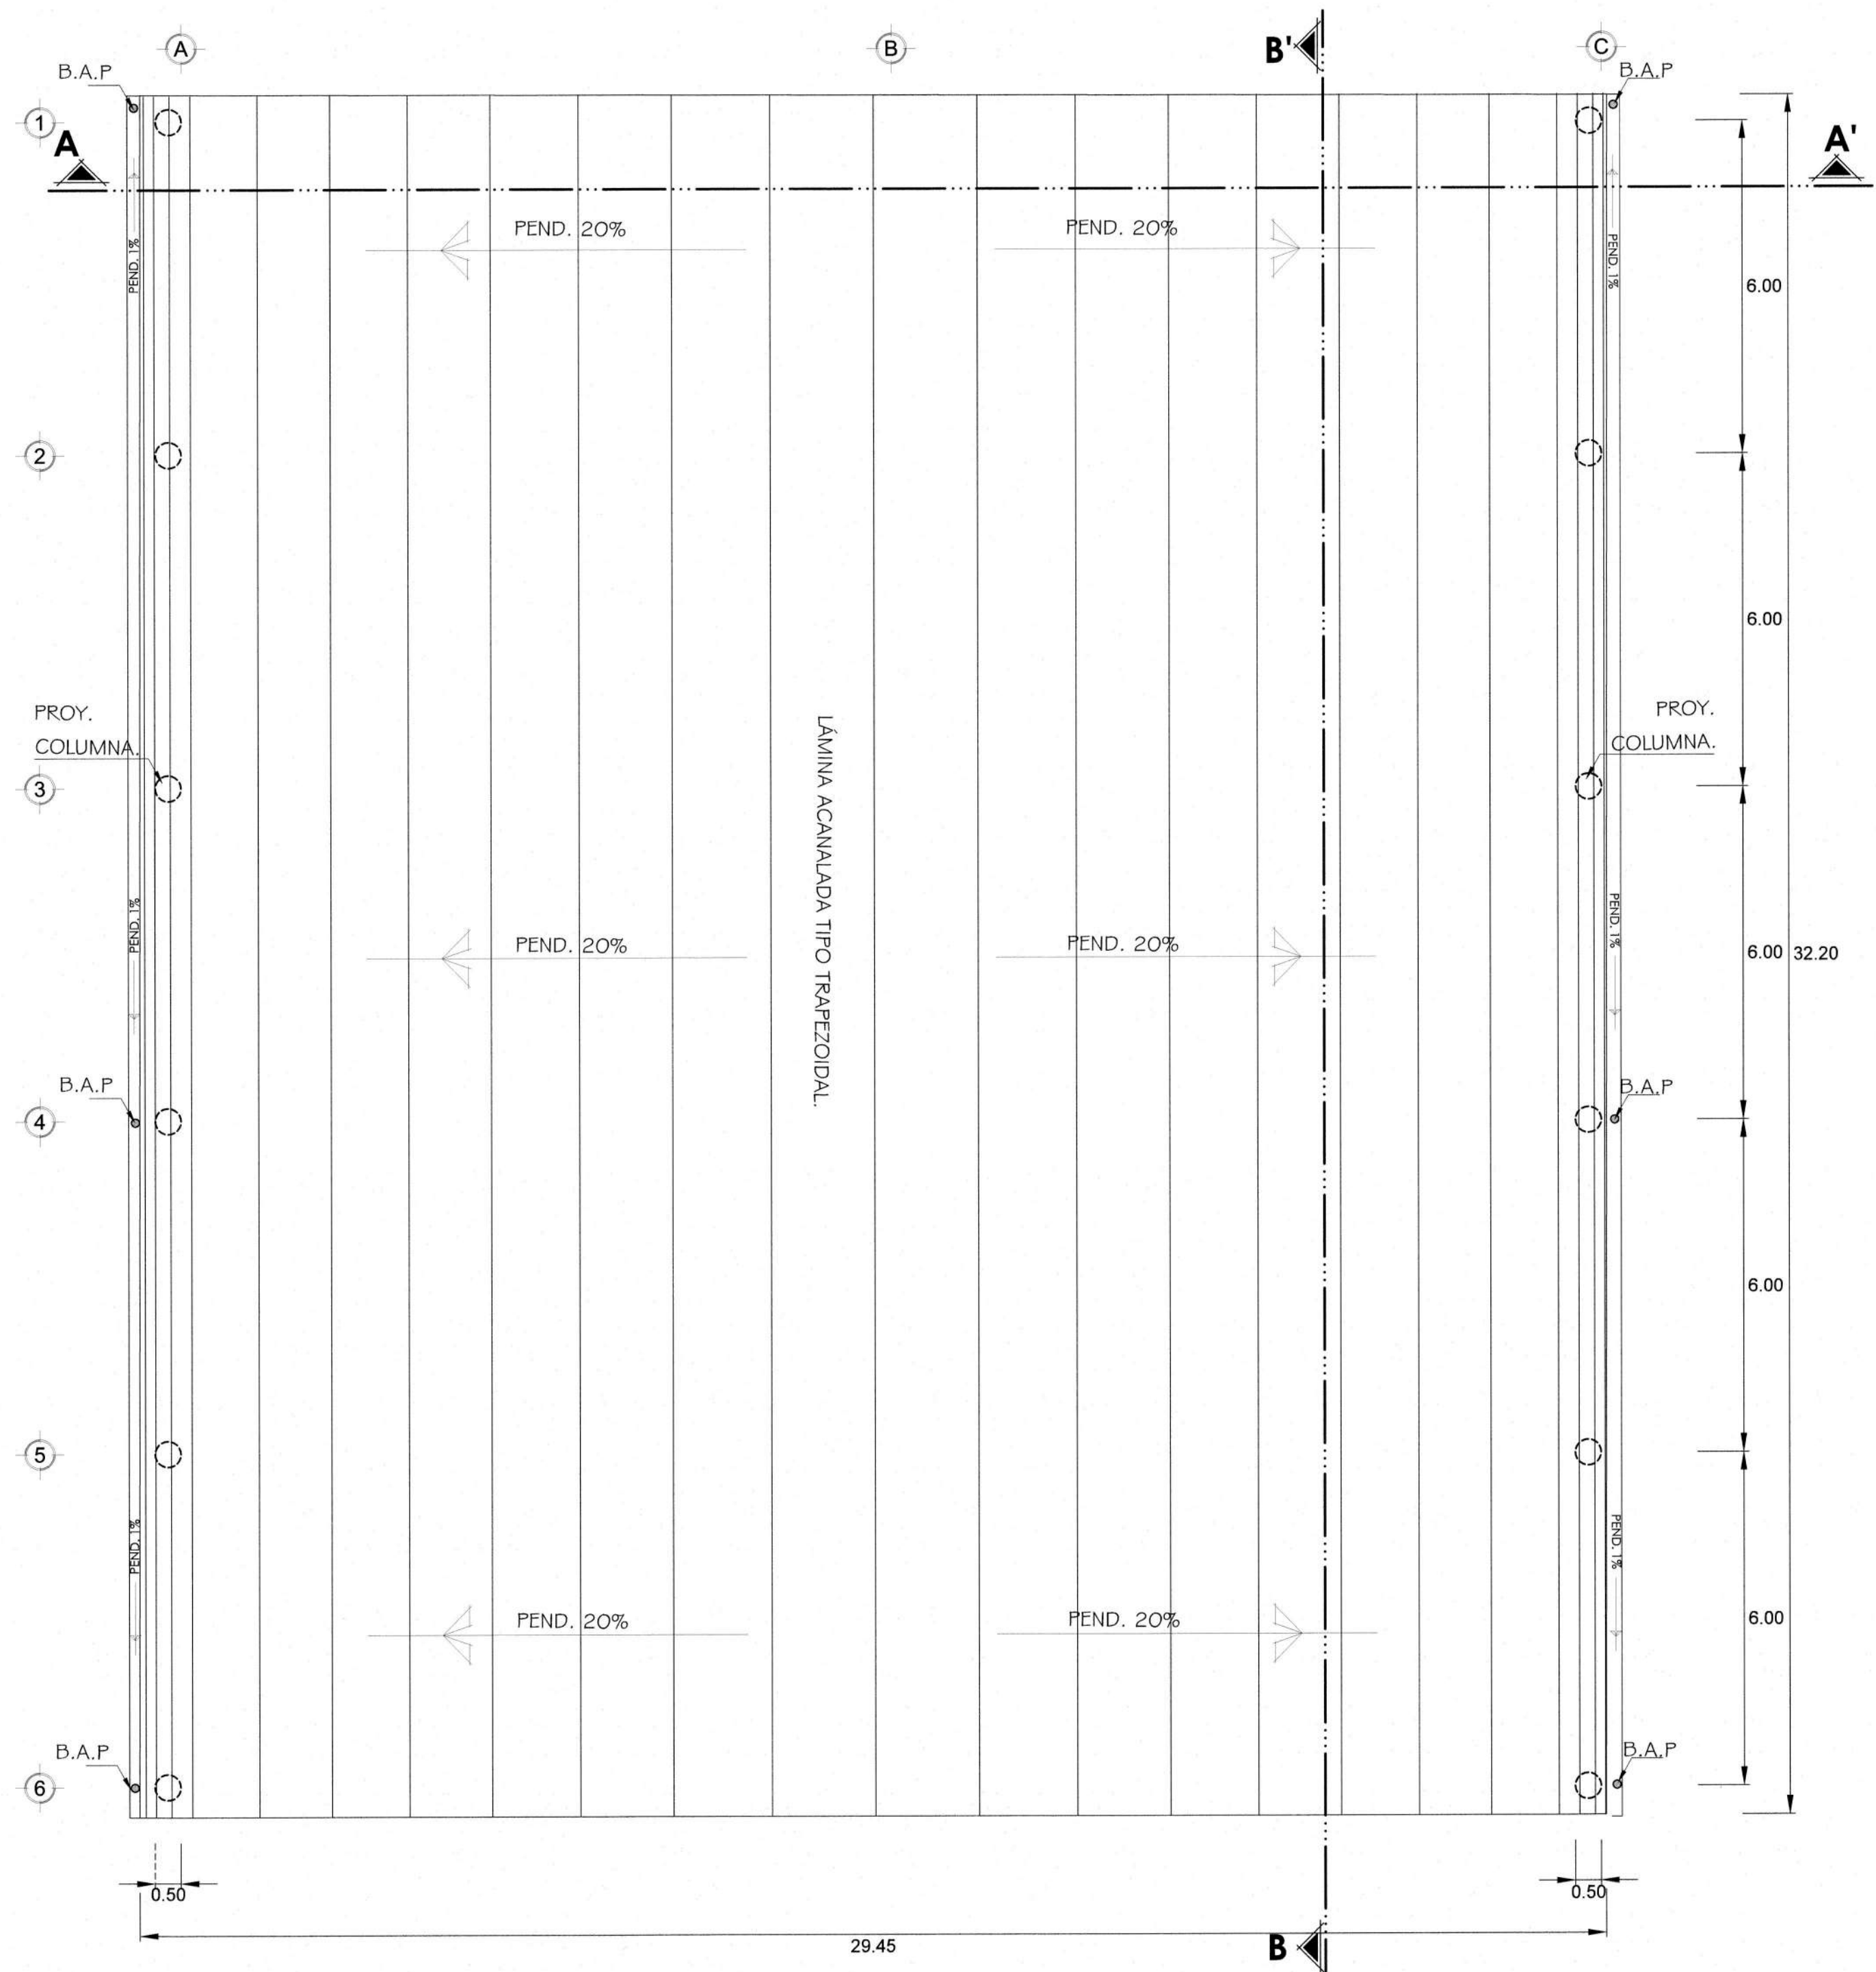 A
B
B'
C
B.A.P
B.A.P
1
A
A'
PEND. 20%
PEND. 20%
PEND. 1%
PEND. 1%
6.00
2
6.00
PROY.
COLUMNA.
PROY.
COLUMNA.
3
LÁMINA ACANALADA TIPO TRAPEZOIDAL.
PEND. 1%
PEND. 1%
PEND. 20%
PEND. 20%
6.00
32.20
B.A.P
B.A.P
4
6.00
5
PEND. 1%
PEND. 1%
PEND. 20%
PEND. 20%
6.00
B.A.P
B.A.P
6
0.50
0.50
29.45
B